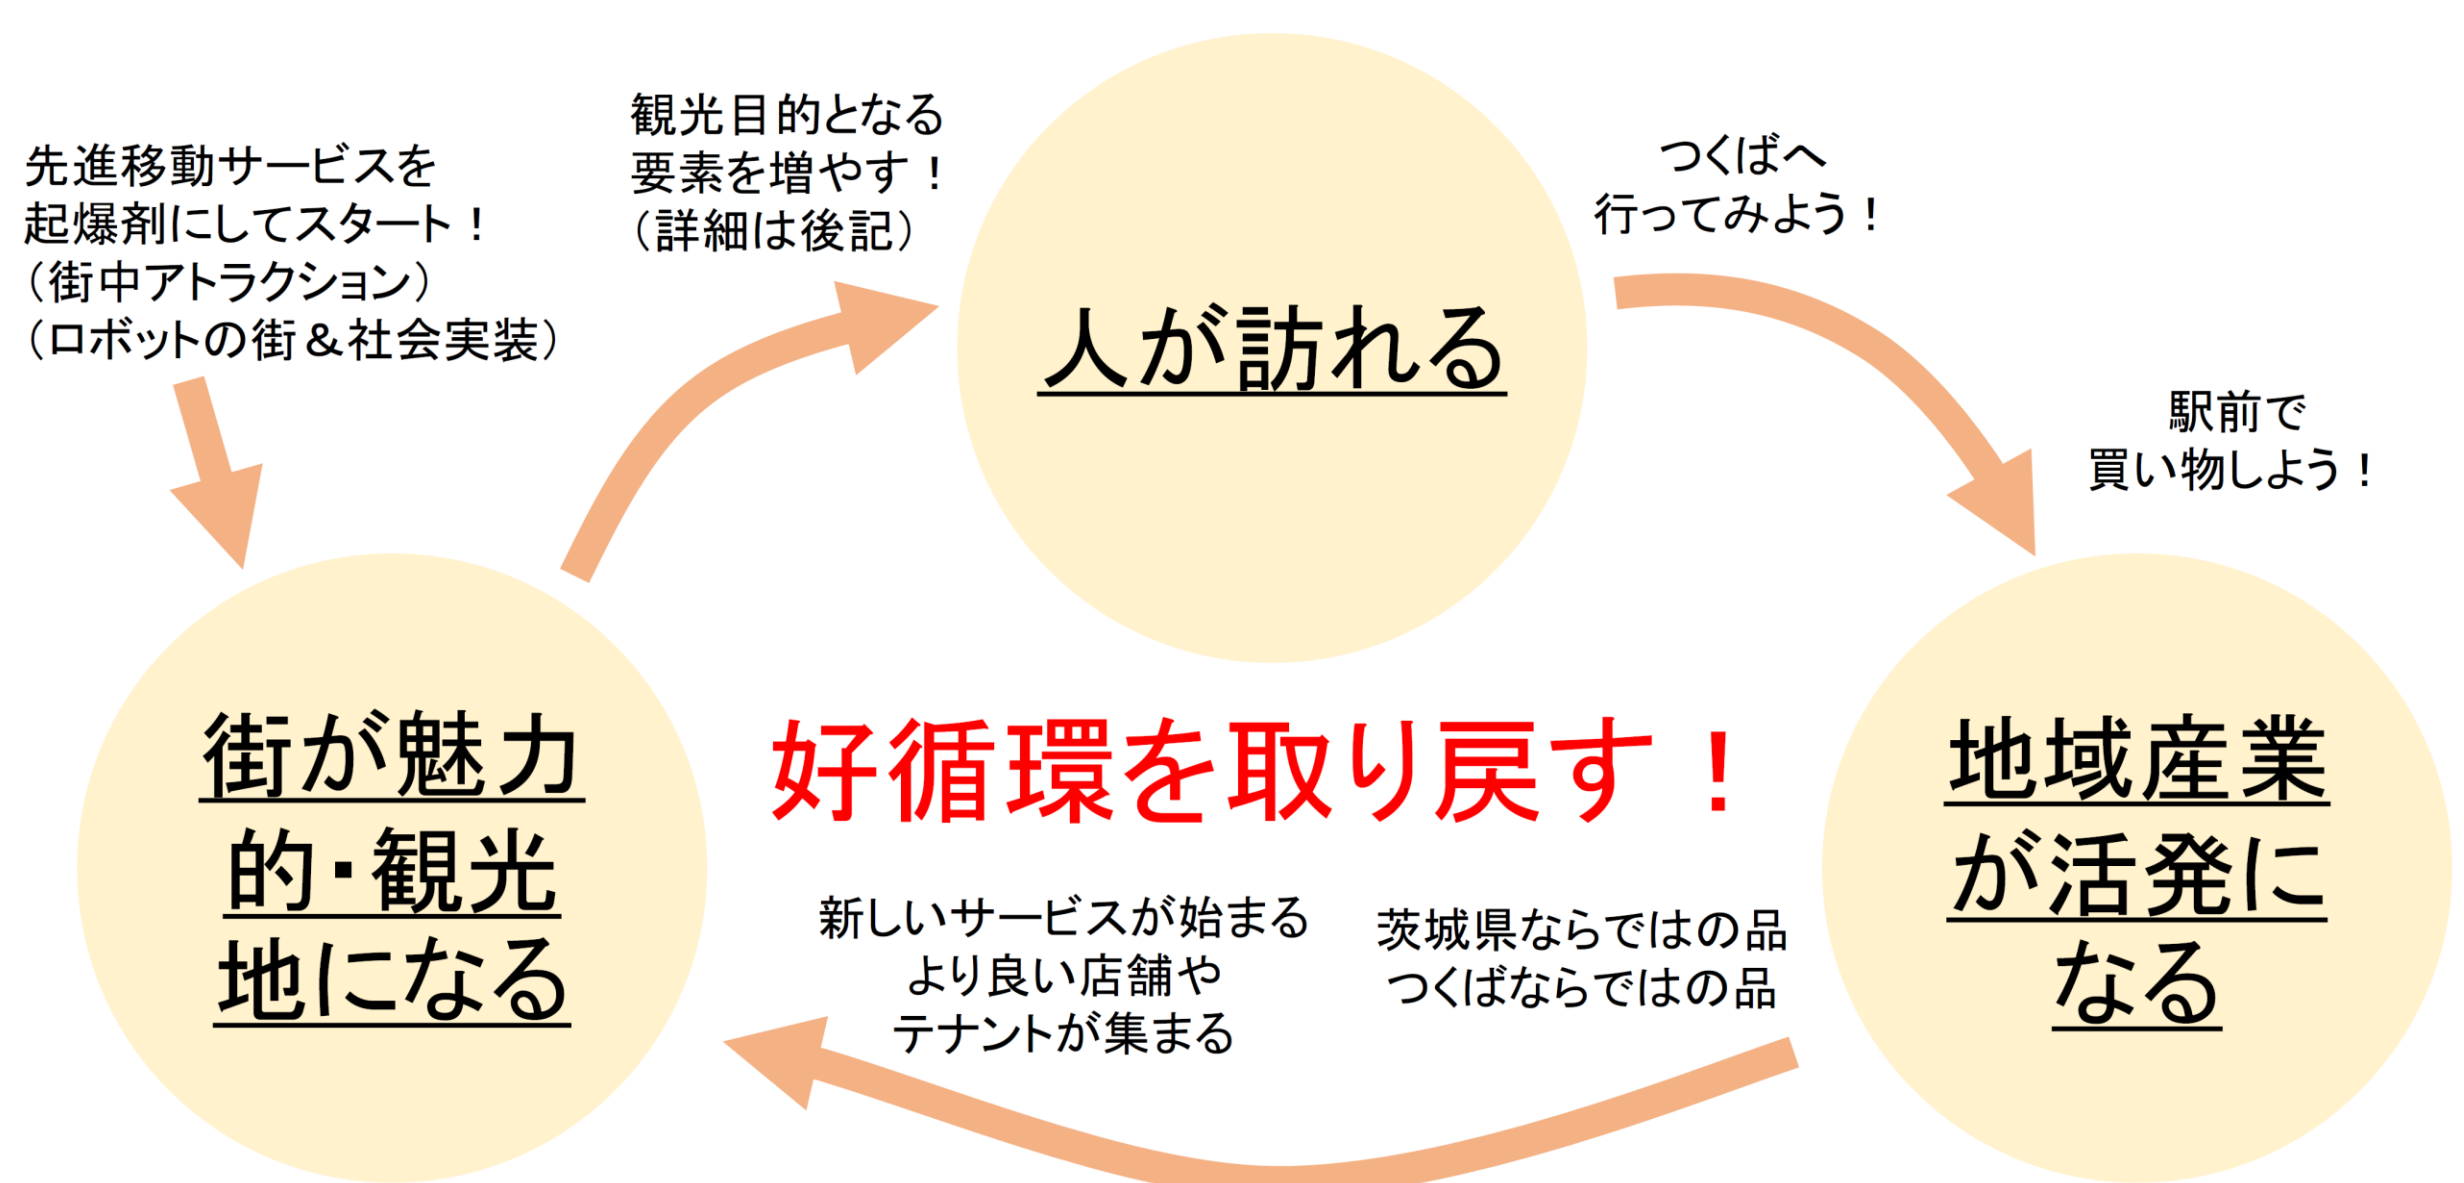 先進移動サービスを
起爆剤にしてスタート！
（街中アトラクション）
（ロボットの街＆社会実装）
観光目的となる
要素を増やす！
（詳細は後記）
人が訪れる
つくばへ
行ってみよう！
駅前で
買い物しよう！
街が魅力
的・観光
地になる
好循環を取り戻す！
地域産業
が活発に
なる
新しいサービスが始まる
より良い店舗や
テナントが集まる
茨城県ならではの品
つくばならではの品